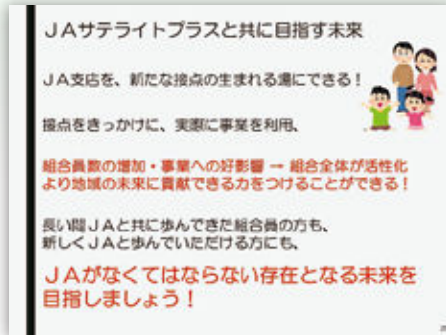 JAサテライトプラスと共に目指す未来
JA支店を、新たな接点の生まれる場にできる！
接点をきっかけに、実際に事業を利用、
組合員数の増加・事業への好影響 → 組合全体が活性化
より地域の未来に貢献できる力をつけることができる！
長い間JAと共に歩んできた組合員の方も、
新しくJAと歩んでいただける方にも、
JAがなくてはならない存在となる未来を
目指しましょう！